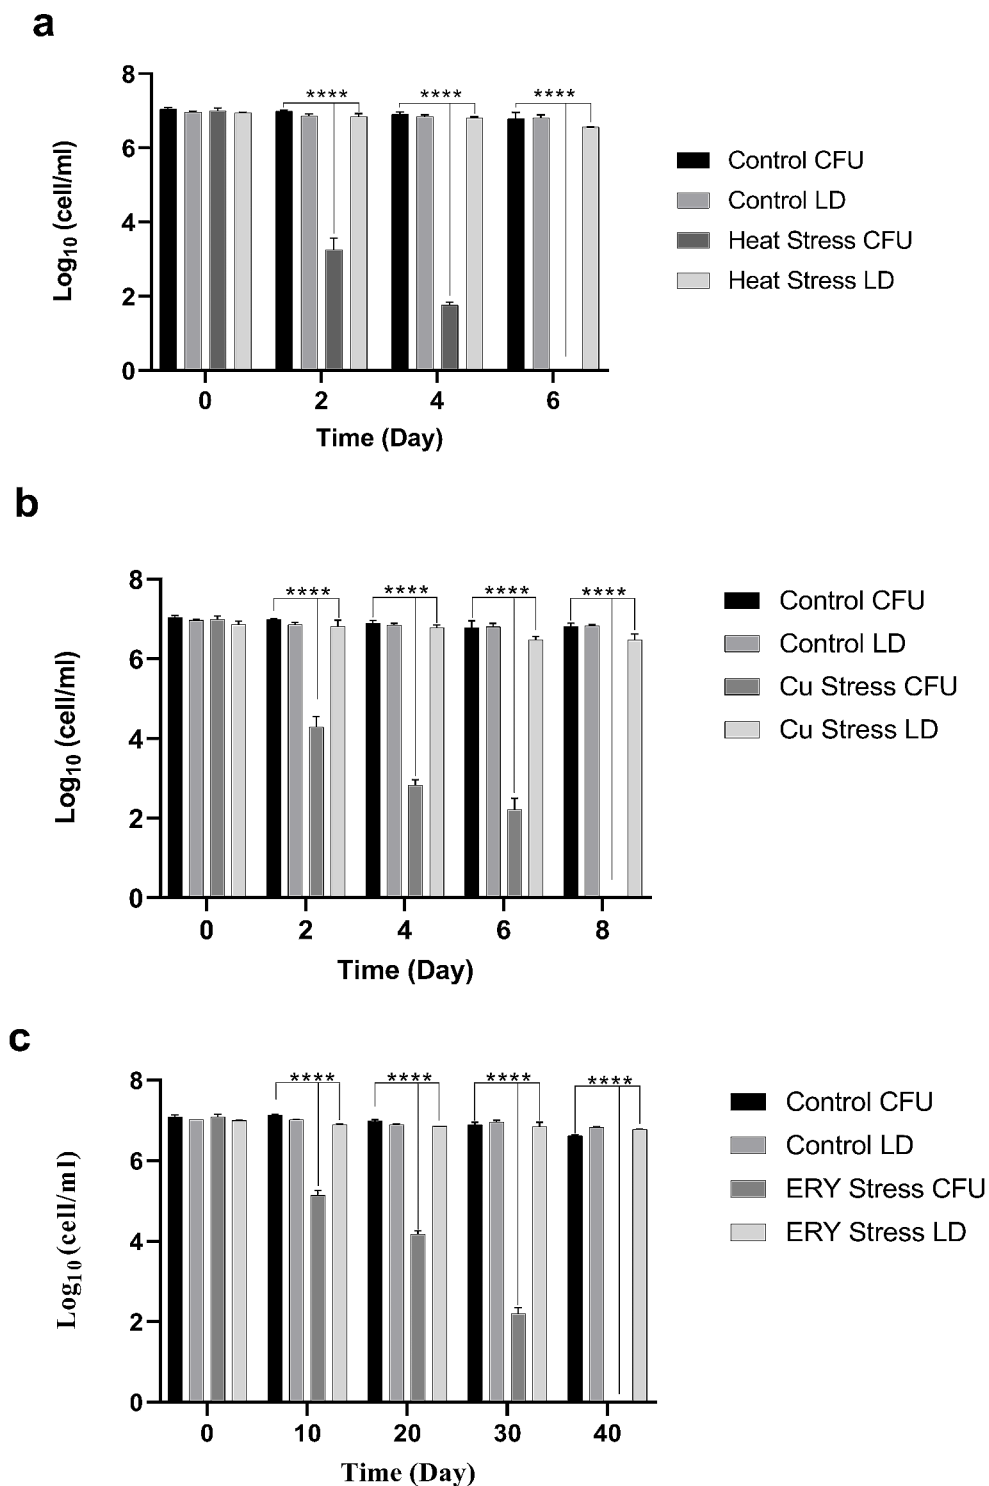 a
8
6
4
2
0
Log10 (cell/ml)
**** **** ****
0 2 4 6
Time (Day)
Control CFU
Control LD
Heat Stress CFU
Heat Stress LD
b
8
6
4
2
0
Log10 (cell/ml)
**** **** **** ****
0 2 4 6 8
Time (Day)
Control CFU
Control LD
Cu Stress CFU
Cu Stress LD
c
8
6
4
2
0
Log10 (cell/ml)
**** **** **** ****
0 10 20 30 40
Time (Day)
Control CFU
Control LD
ERY Stress CFU
ERY Stress LD